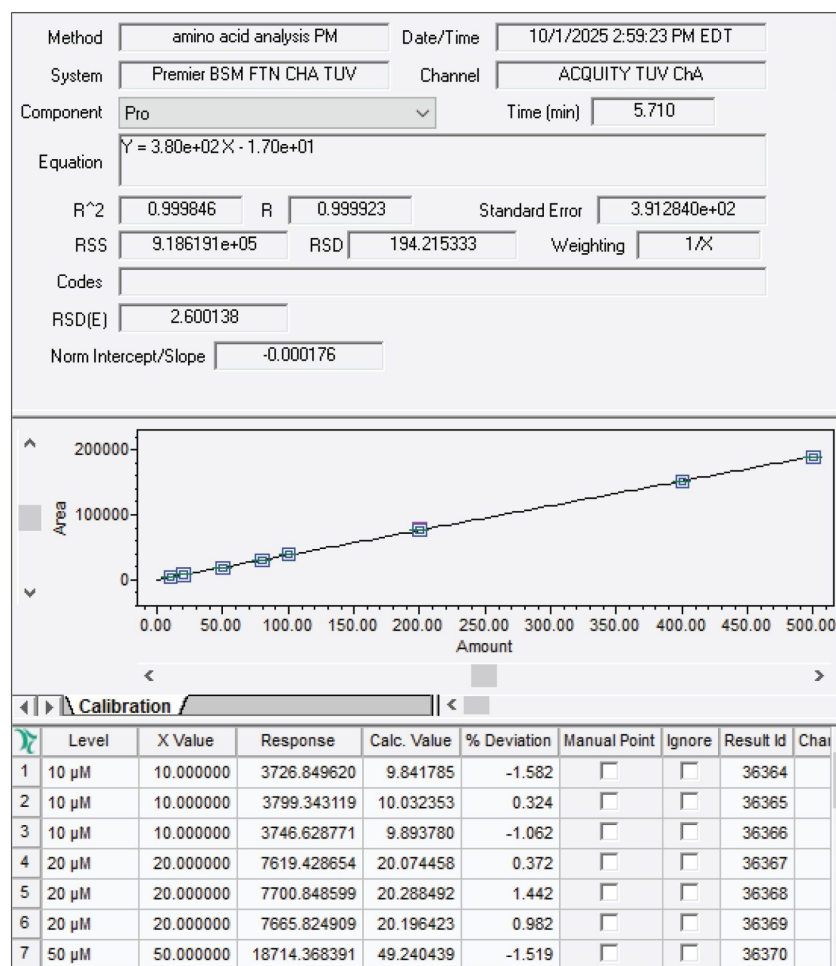 Method amino acid analysis PM Date/Time 10/1/2025 2:59:23 PM EDT
System Premier BSM FTN CHA TUV Channel ACQUITY TUV ChA
Component Pro Time (min) 5.710
Equation Y = 3.80e+02 X - 1.70e+01
R^2 0.999846 R 0.999923 Standard Error 3.912840e+02
RSS 9.186191e+05 RSD 194.215333 Weighting 1/X
Codes
RSD(E) 2.600138
Norm Intercept/Slope -0.000176
200000
100000
0
Area
0.00 50.00 100.00 150.00 200.00 250.00 300.00 350.00 400.00 450.00 500.00
Amount
Calibration
Level X Value Response Calc. Value % Deviation Manual Point Ignore Result Id
1 10 µM 10.000000 3726.849620 9.841785 -1.582 36364
2 10 µM 10.000000 3799.343119 10.032353 0.324 36365
3 10 µM 10.000000 3746.628771 9.893780 -1.062 36366
4 20 µM 20.000000 7619.428654 20.074458 0.372 36367
5 20 µM 20.000000 7700.848599 20.288492 1.442 36368
6 20 µM 20.000000 7665.824909 20.196423 0.982 36369
7 50 µM 50.000000 18714.368391 49.240439 -1.519 36370